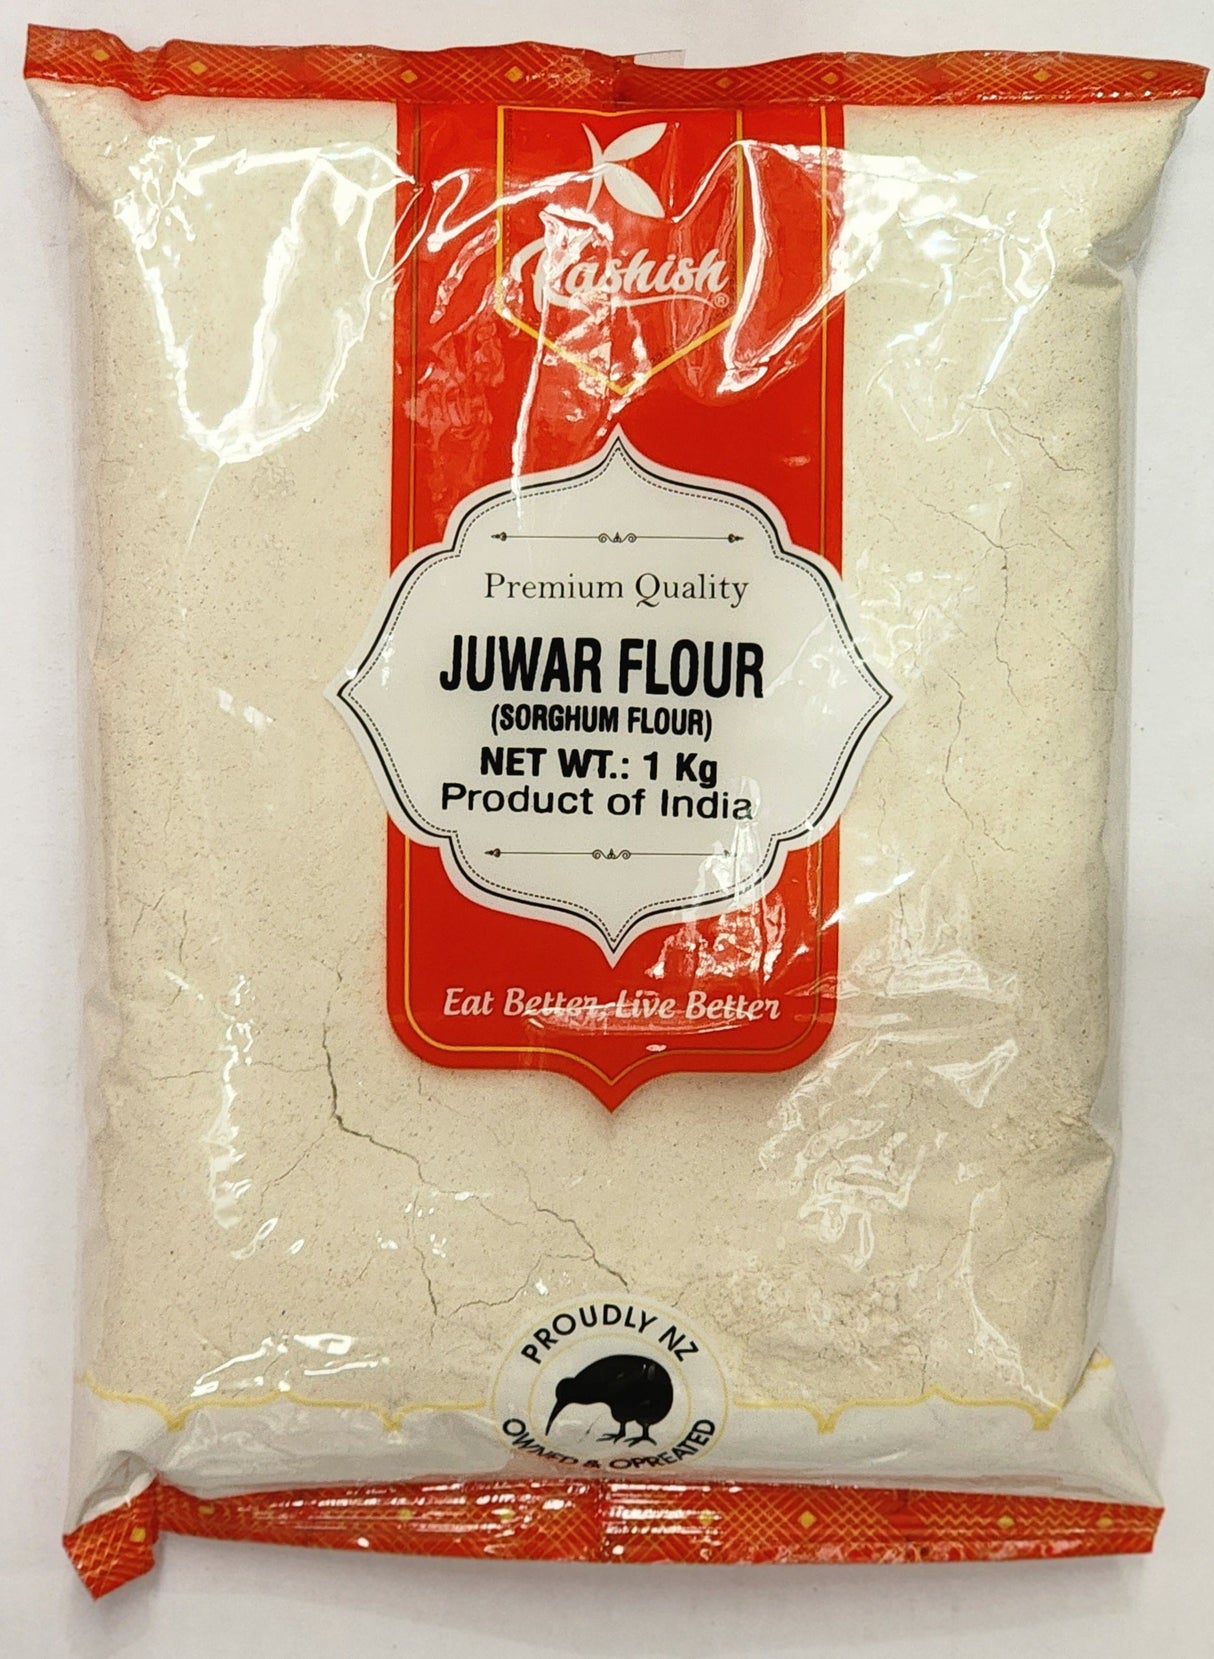 Kashish®
Premium Quality
JUWAR FLOUR
(SORGHUM FLOUR)
NET WT.: 1 Kg
Product of India
Eat Better, Live Better
PROUDLY NZ
OWNED & OPREATED